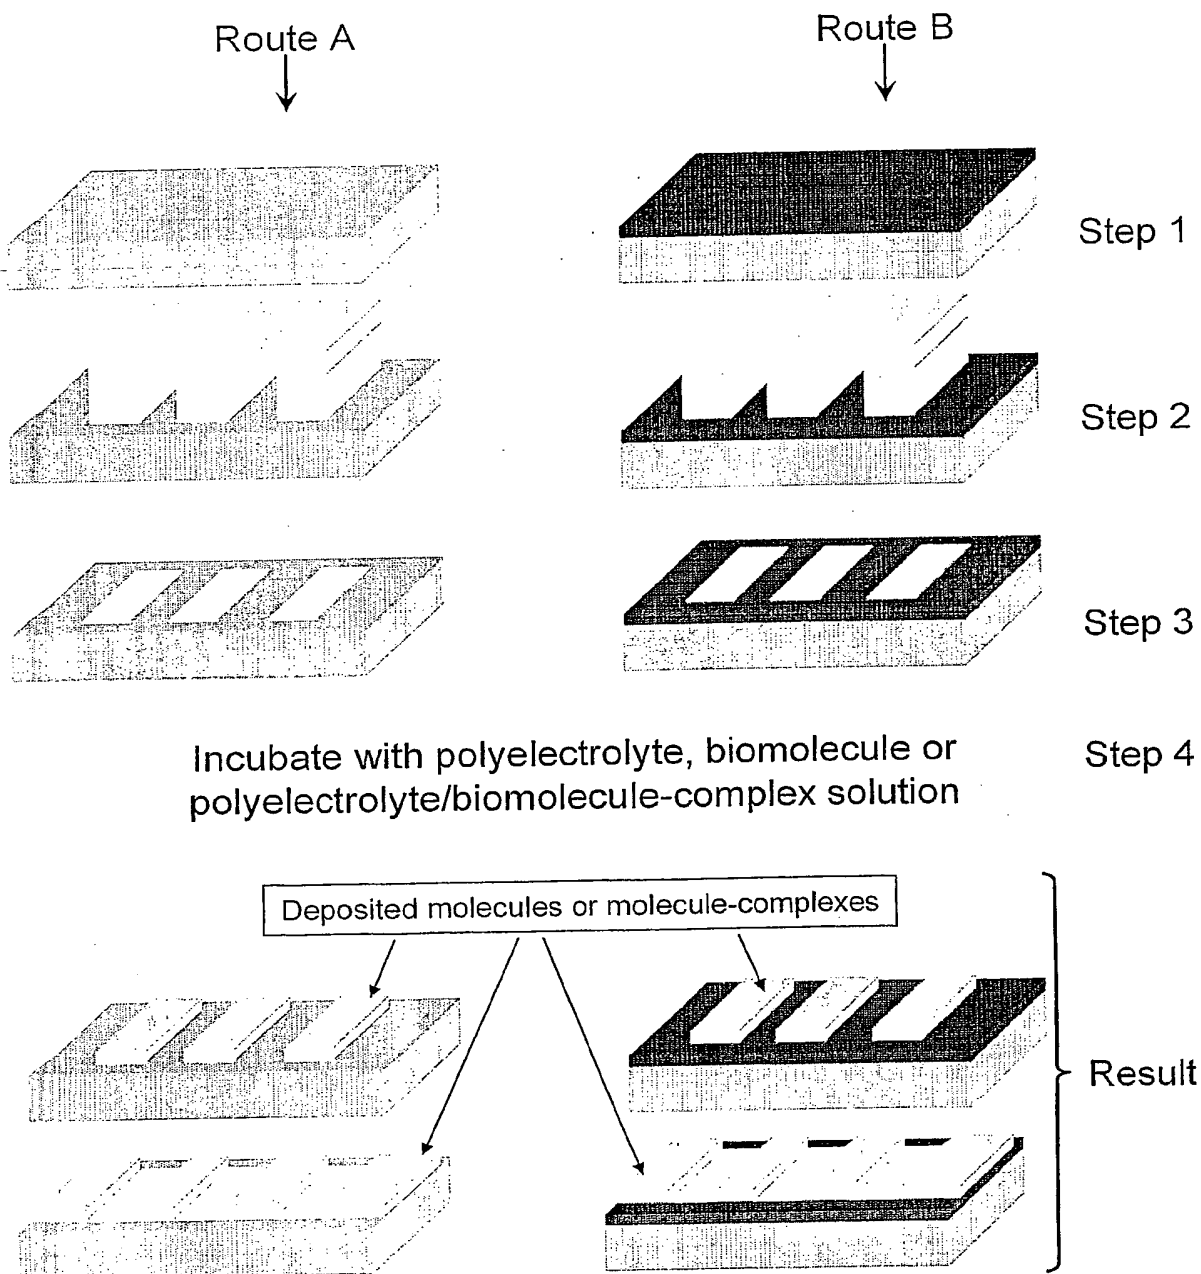 Route A
Route B
Step 1
Step 2
Step 3
Incubate with polyelectrolyte, biomolecule or
polyelectrolyte/biomolecule-complex solution
Step 4
Deposited molecules or molecule-complexes
Result